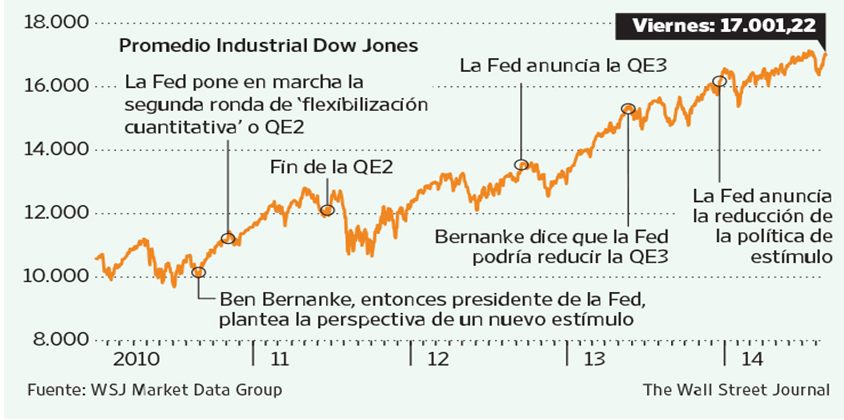 18.000
Viernes: 17.001,22
Promedio Industrial Dow Jones
La Fed anuncia la QE3
La Fed pone en marcha la
segunda ronda de ‘flexibilización
cuantitativa’ o QE2
16.000
14.000
Fin de la QE2
12.000
La Fed anuncia
la reducción de
la política de
estímulo
Bernanke dice que la Fed
podría reducir la QE3
10.000
Ben Bernanke, entonces presidente de la Fed,
plantea la perspectiva de un nuevo estímulo
8.000
2010 11 12 13 14
Fuente: WSJ Market Data Group
The Wall Street Journal